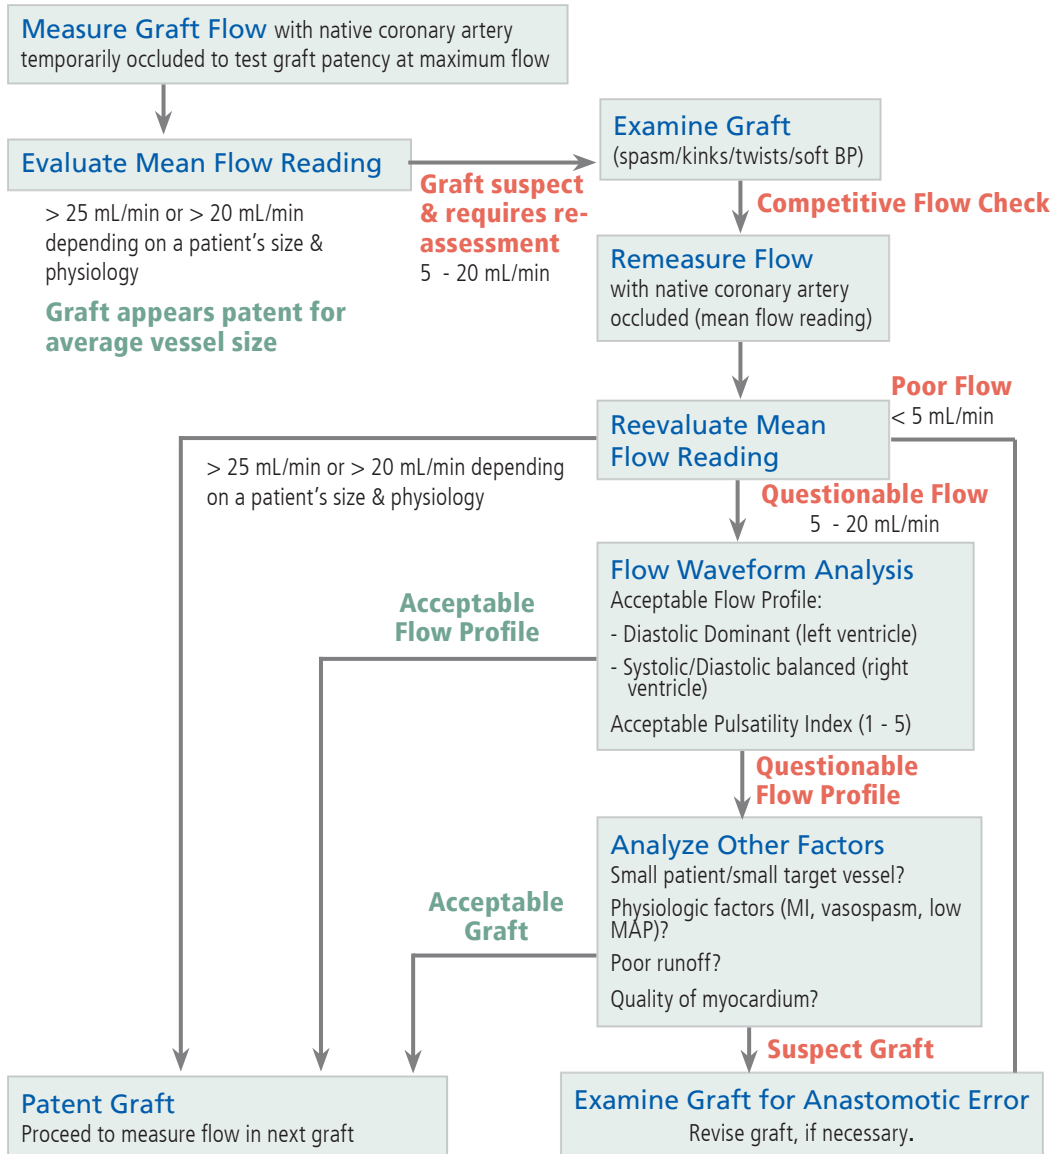 Measure Graft Flow with native coronary artery
temporarily occluded to test graft patency at maximum flow
Evaluate Mean Flow Reading
> 25 mL/min or > 20 mL/min
depending on a patient's size &
physiology
Graft appears patent for
average vessel size
Graft suspect
& requires re-
assessment
5 - 20 mL/min
Examine Graft
(spasm/kinks/twists/soft BP)
Competitive Flow Check
Remeasure Flow
with native coronary artery
occluded (mean flow reading)
Reevaluate Mean
Flow Reading
Poor Flow
< 5 mL/min
> 25 mL/min or > 20 mL/min depending
on a patient's size & physiology
Questionable Flow
5 - 20 mL/min
Flow Waveform Analysis
Acceptable Flow Profile:
- Diastolic Dominant (left ventricle)
- Systolic/Diastolic balanced (right
ventricle)
Acceptable Pulsatility Index (1 - 5)
Acceptable
Flow Profile
Questionable
Flow Profile
Analyze Other Factors
Small patient/small target vessel?
Physiologic factors (MI, vasospasm, low
MAP)?
Poor runoff?
Quality of myocardium?
Acceptable
Graft
Suspect Graft
Patent Graft
Proceed to measure flow in next graft
Examine Graft for Anastomotic Error
Revise graft, if necessary.